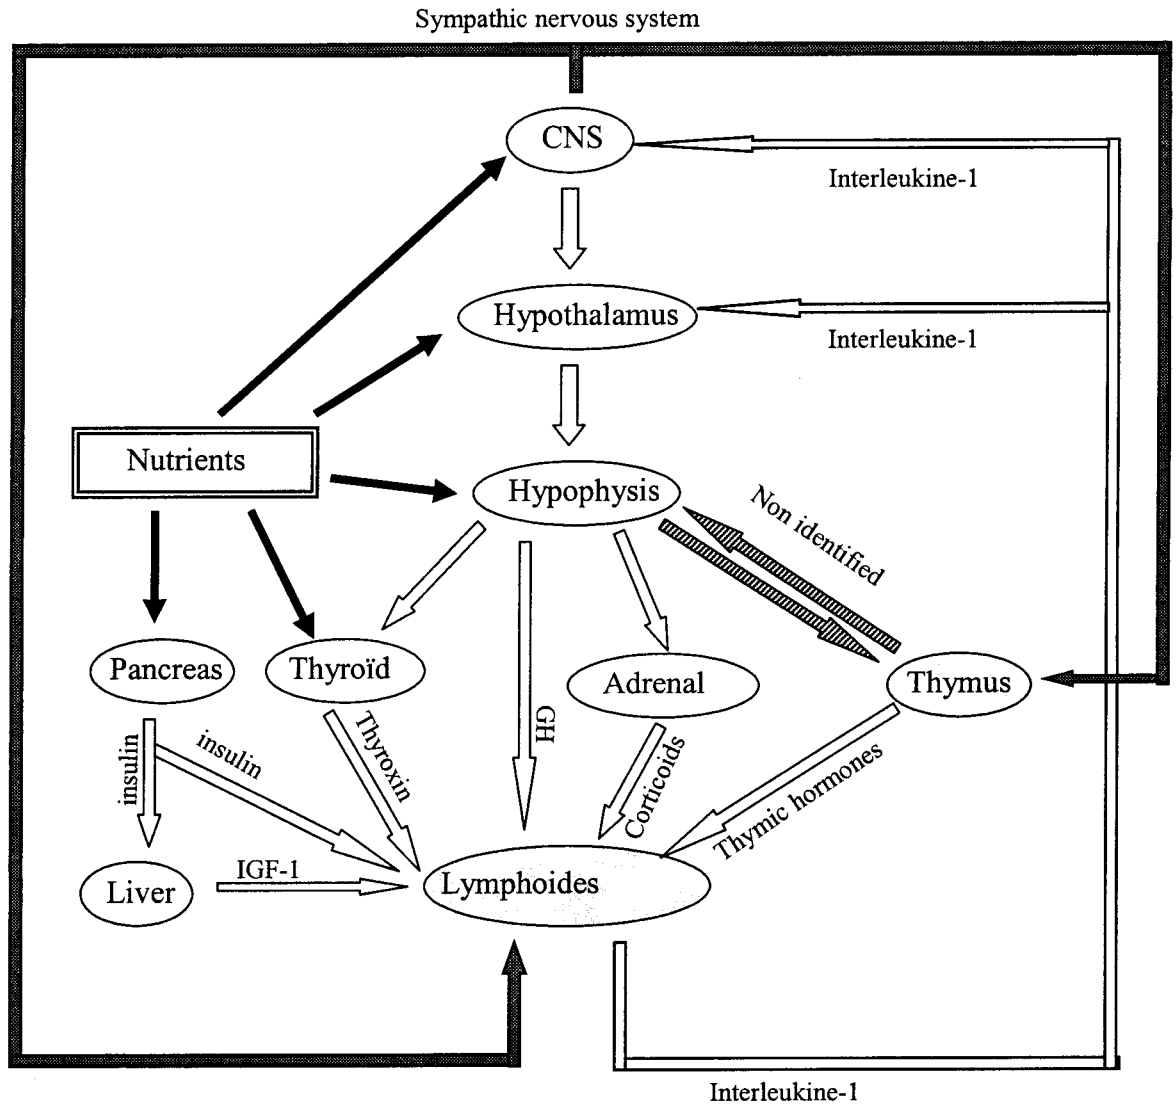 Sympathic nervous system
CNS
Interleukine-1
Hypothalamus
Interleukine-1
Nutrients
Hypophysis
Non identified
Pancreas
Thyroïd
Adrenal
Thymus
insulin
insulin
Thyroxin
GH
Corticoids
Thymic hormones
Liver
IGF-1
Lymphoides
Interleukine-1